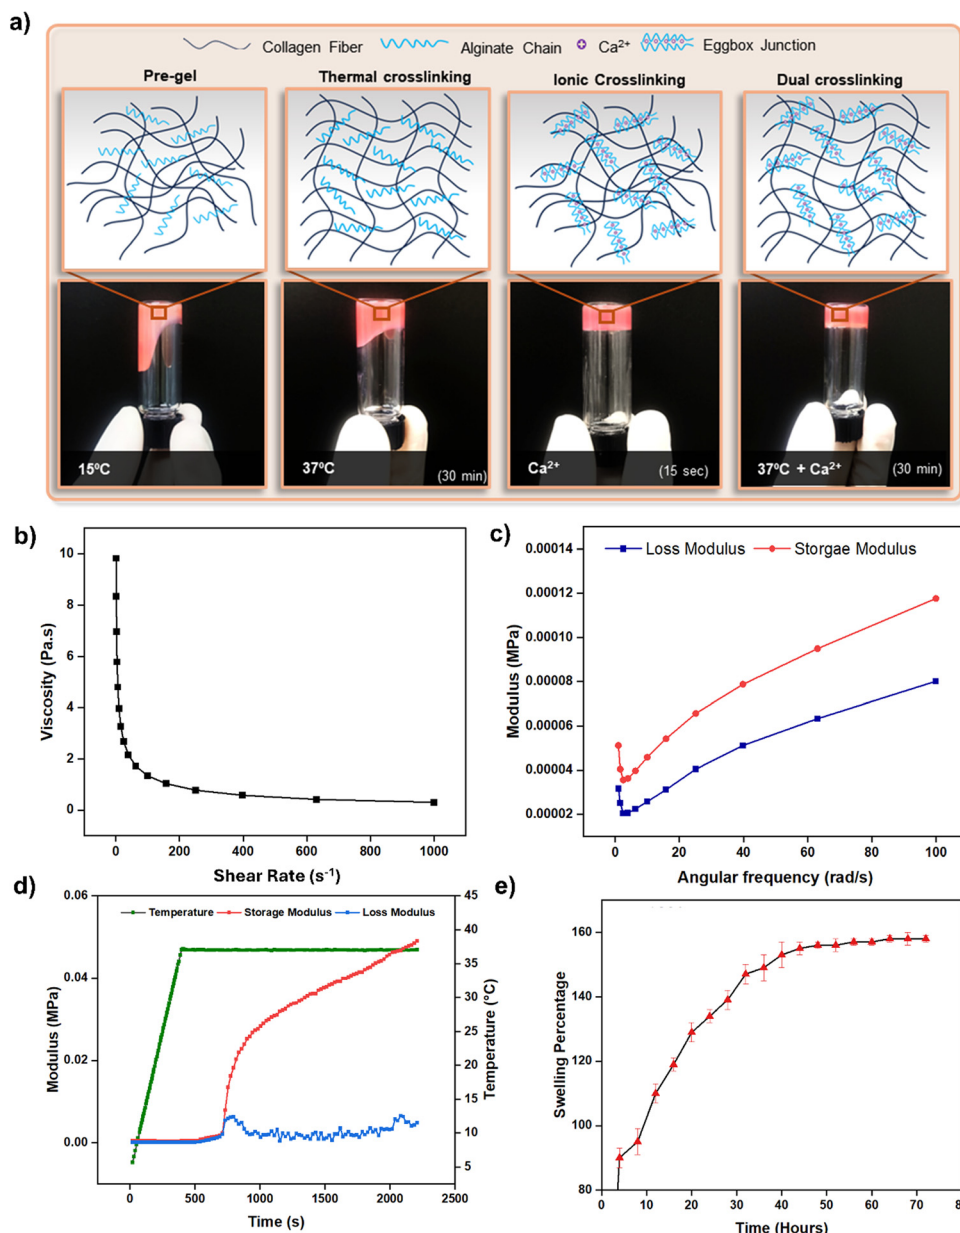 a)
Collagen Fiber Alginate Chain Ca²⁺ Eggbox Junction
Pre-gel Thermal crosslinking Ionic Crosslinking Dual crosslinking
15ºC 37ºC (30 min) Ca²⁺ (15 sec) 37ºC + Ca²⁺ (30 min)
b)
10
8
6
4
2
0
Viscosity (Pa.s)
0 200 400 600 800 1000
Shear Rate (s⁻¹)
c)
Loss Modulus Storgae Modulus
0.00014
0.00012
0.00010
0.00008
0.00006
0.00004
0.00002
Modulus (MPa)
0 20 40 60 80 100
Angular frequency (rad/s)
d)
Temperature Storage Modulus Loss Modulus
0.06
0.04
0.02
0.00
Modulus (MPa)
45
40
35
30
25
20
15
10
5
Temperature (°C)
0 500 1000 1500 2000 2500
Time (s)
e)
160
140
120
100
80
Swelling Percentage
0 10 20 30 40 50 60 70 80
Time (Hours)